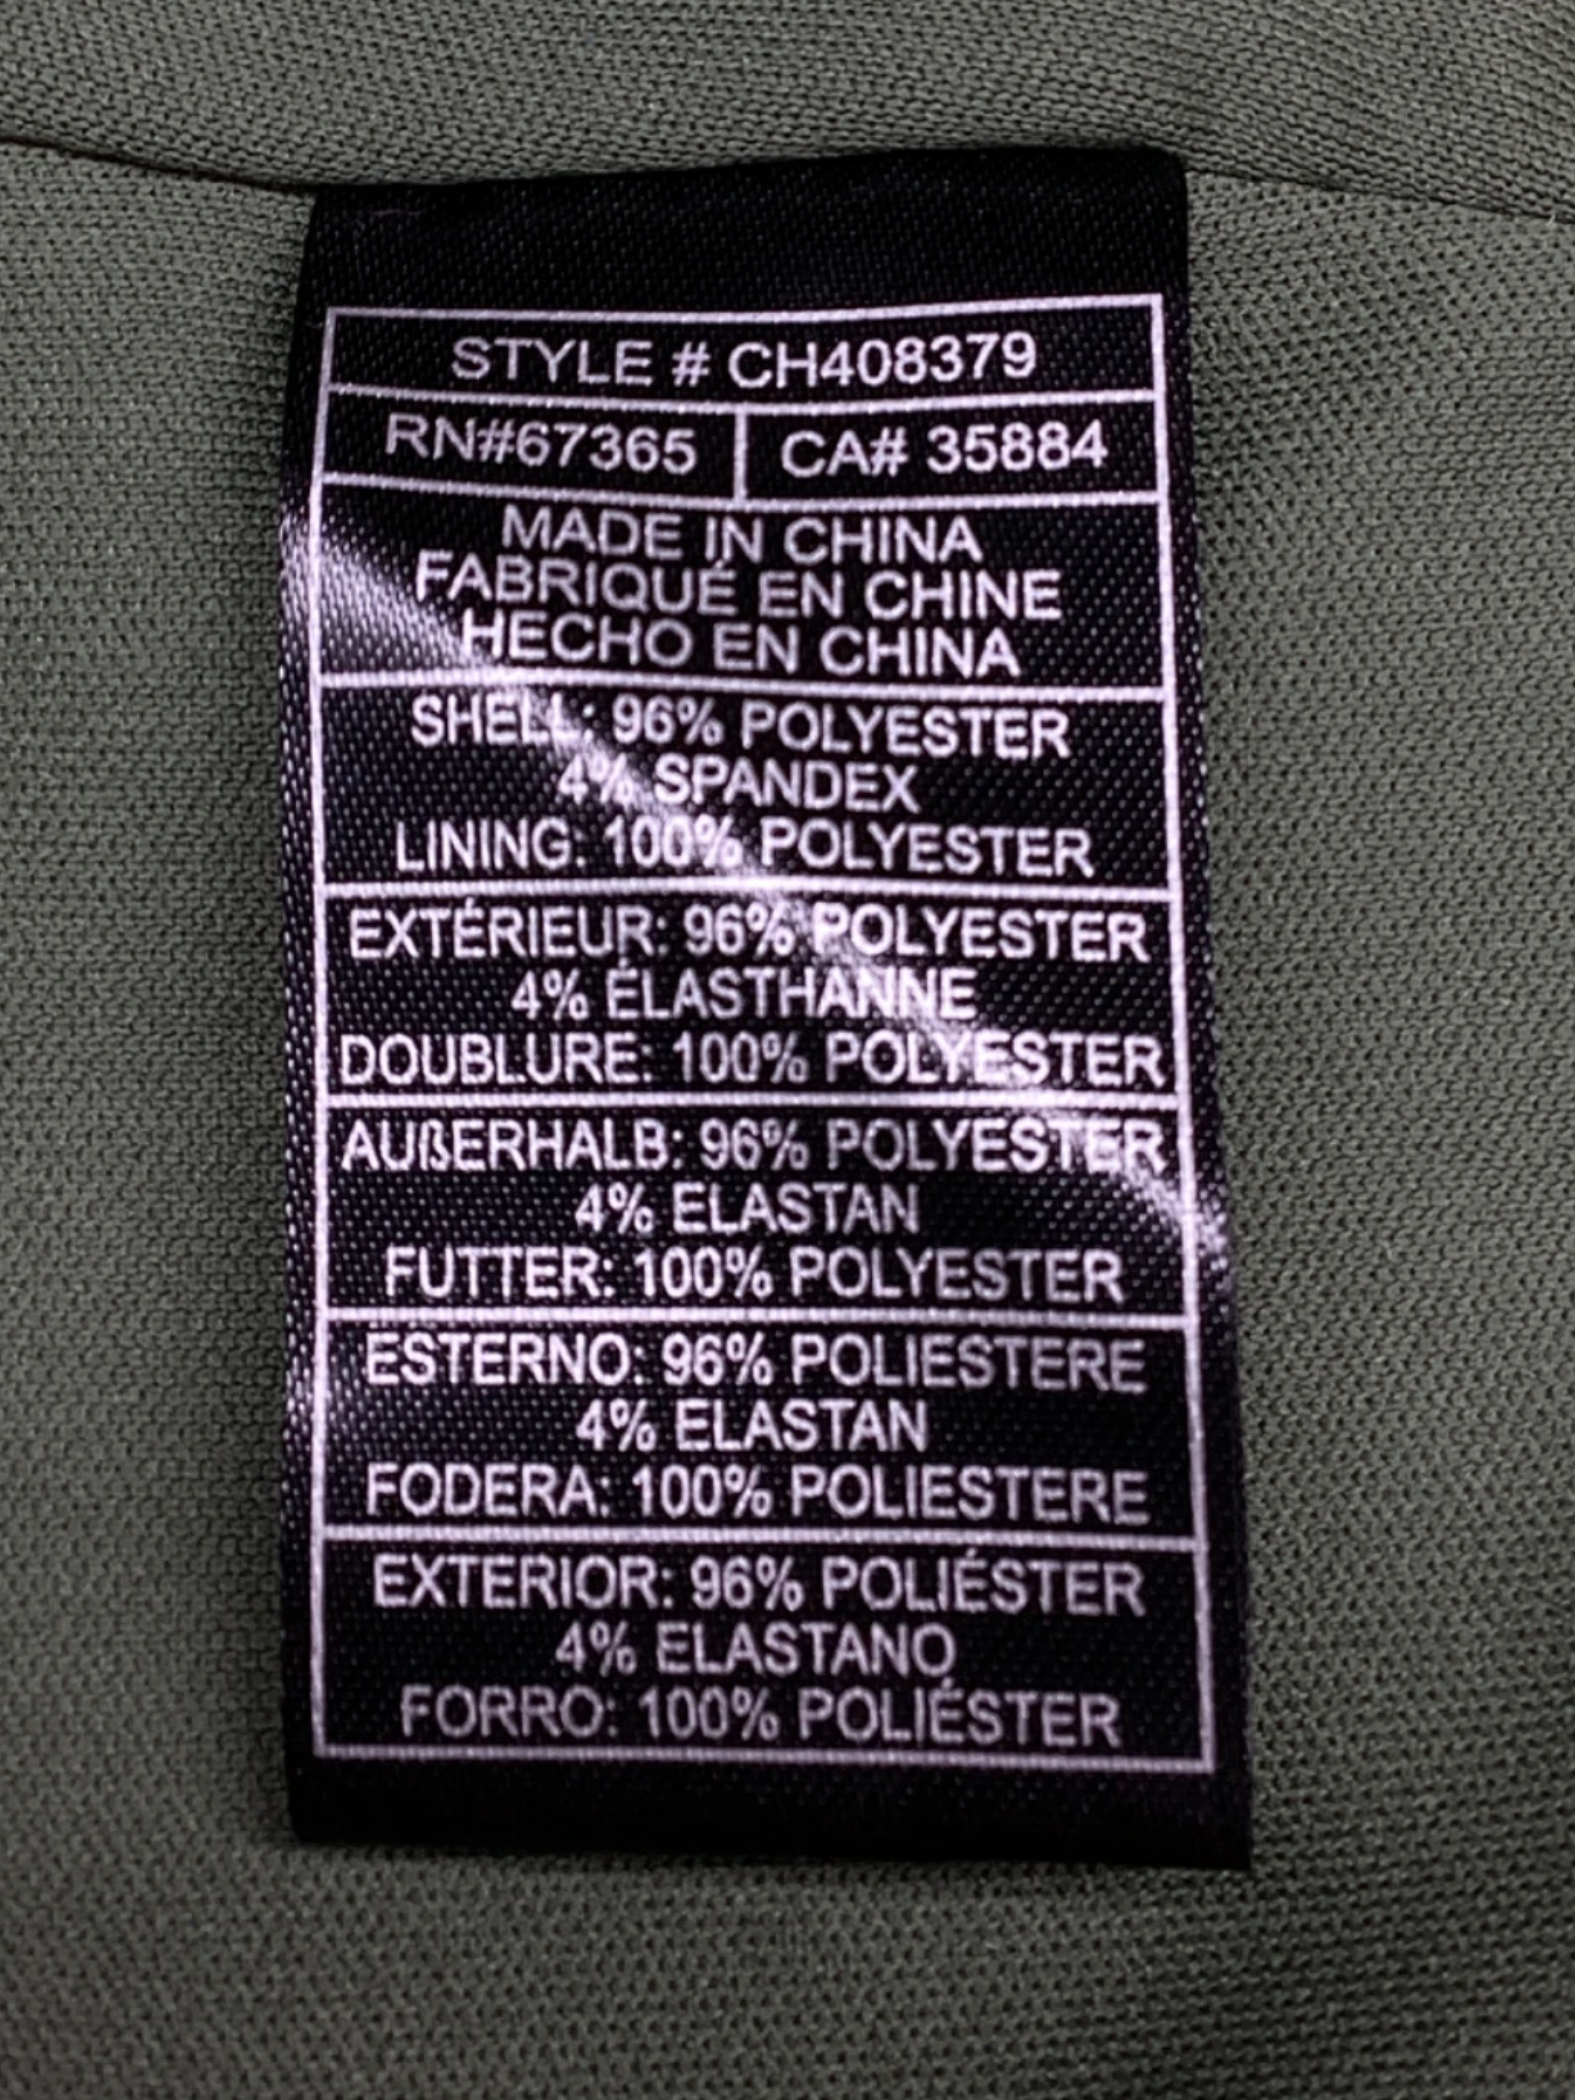 STYLE # CH408379
RN#67365 CA# 35884
MADE IN CHINA
FABRIQUÉ EN CHINE
HECHO EN CHINA
SHELL: 96% POLYESTER
4% SPANDEX
LINING: 100% POLYESTER
EXTÉRIEUR: 96% POLYESTER
4% ÉLASTHANNE
DOUBLURE: 100% POLYESTER
AUßERHALB: 96% POLYESTER
4% ELASTAN
FUTTER: 100% POLYESTER
ESTERNO: 96% POLIESTERE
4% ELASTAN
FODERA: 100% POLIESTERE
EXTERIOR: 96% POLIÉSTER
4% ELASTANO
FORRO: 100% POLIÉSTER